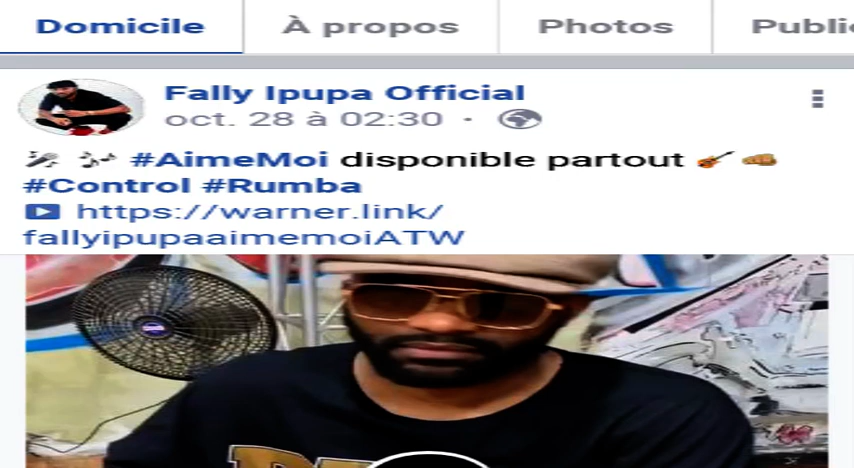 Domicile À propos Photos Public
Fally Ipupa Official
oct. 28 à 02:30 ·
#AimeMoi disponible partout
#Control #Rumba
https://warner.link/
fallyipupaaimemoiATW